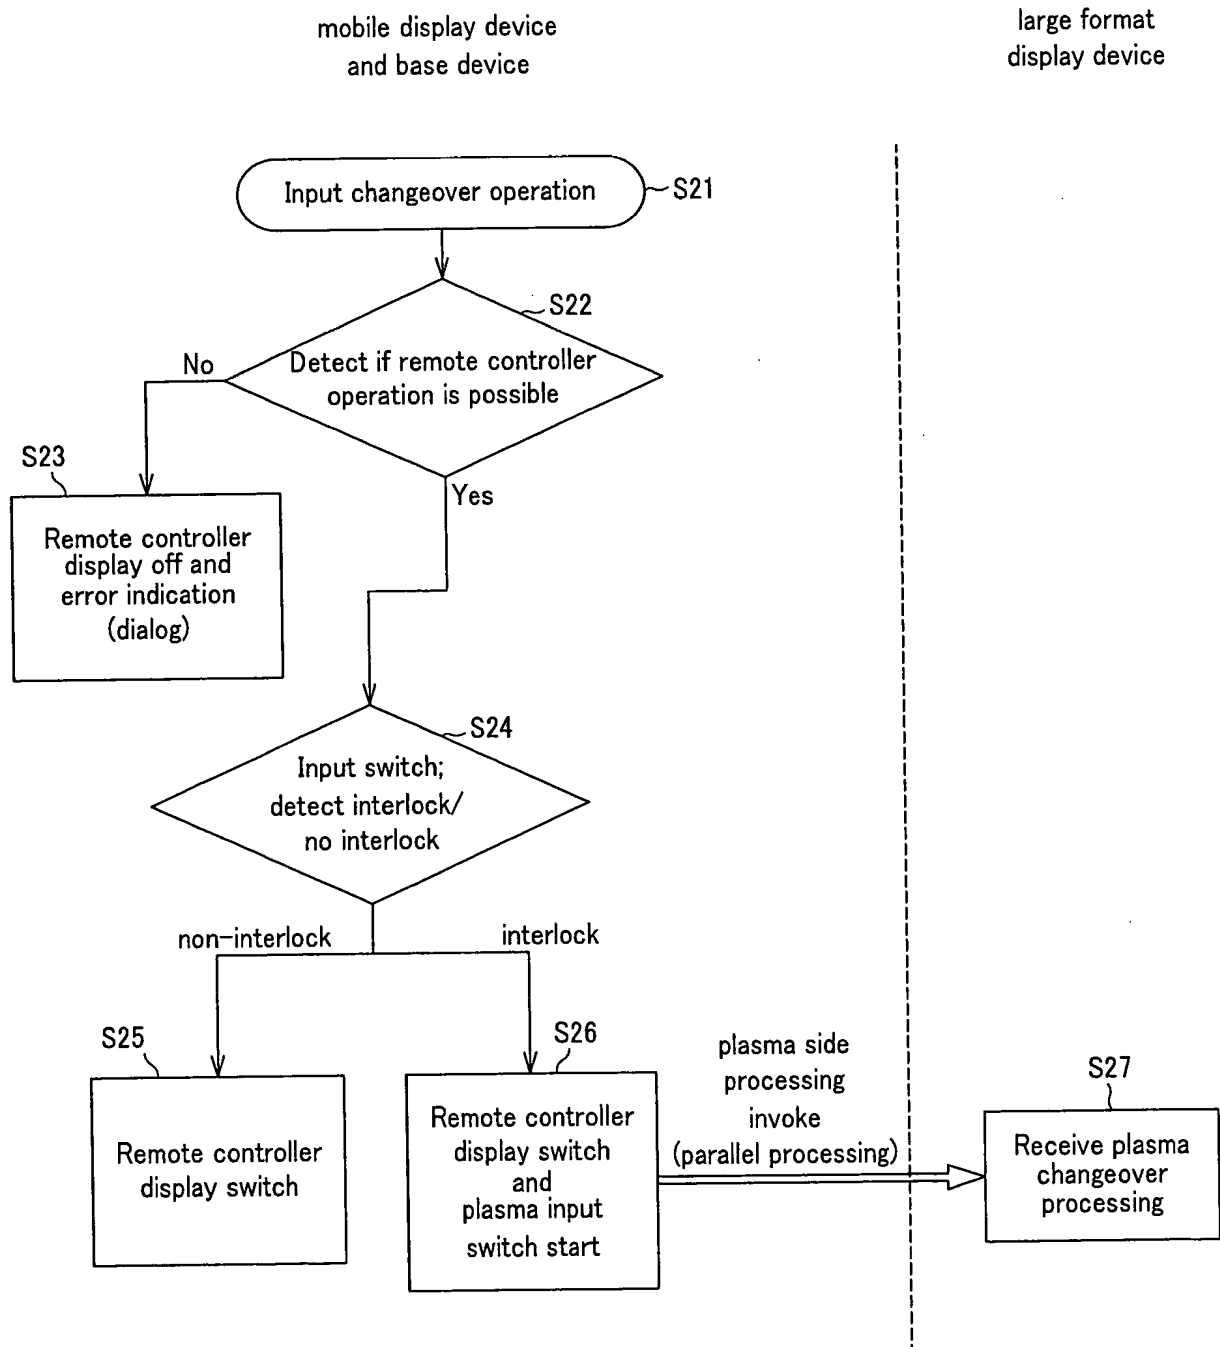 mobile display device
and base device
large format
display device
Input changeover operation
S21
S22
Detect if remote controller
operation is possible
No
Yes
S23
Remote controller
display off and
error indication
(dialog)
S24
Input switch;
detect interlock/
no interlock
non-interlock
interlock
S25
Remote controller
display switch
S26
Remote controller
display switch
and
plasma input
switch start
plasma side
processing
invoke
(parallel processing)
S27
Receive plasma
changeover
processing